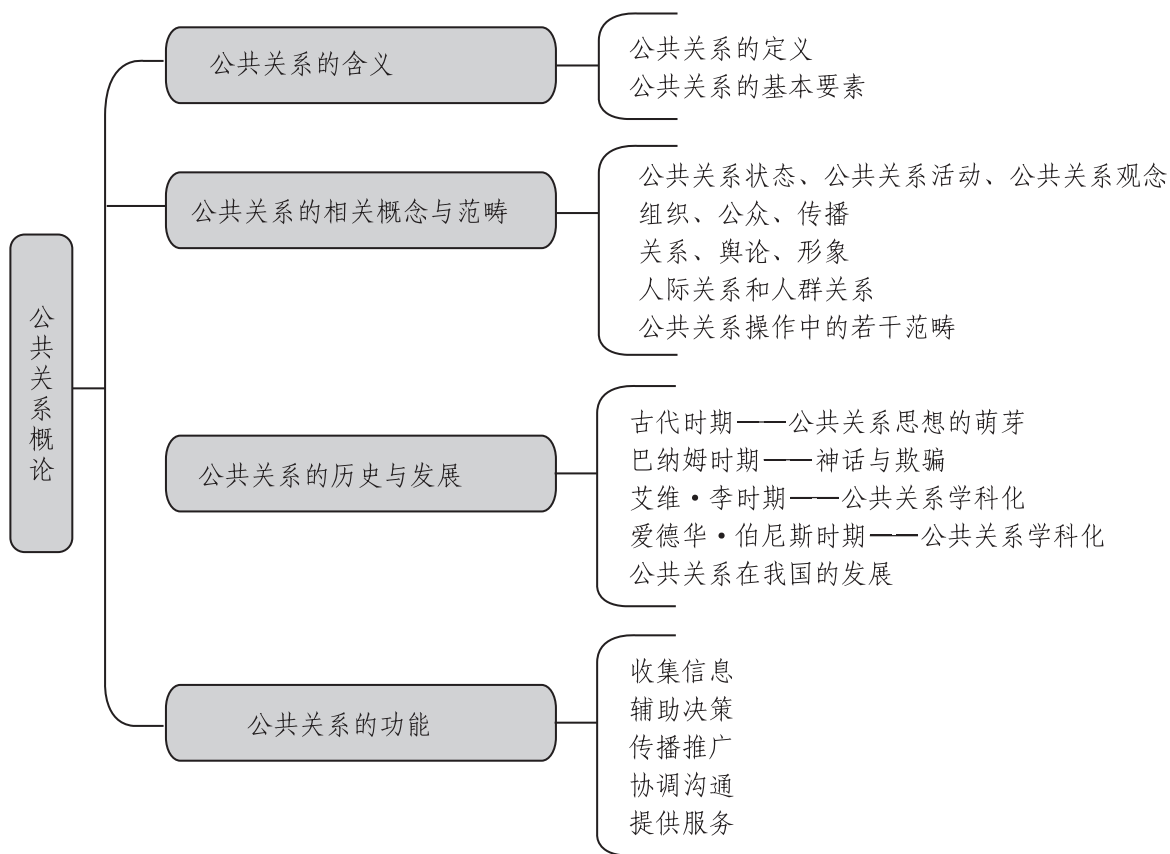 公共关系概论
公共关系的含义
公共关系的定义
公共关系的基本要素
公共关系的相关概念与范畴
公共关系状态、公共关系活动、公共关系观念
组织、公众、传播
关系、舆论、形象
人际关系和人群关系
公共关系操作中的若干范畴
公共关系的历史与发展
古代时期——公共关系思想的萌芽
巴纳姆时期——神话与欺骗
艾维·李时期——公共关系学科化
爱德华·伯尼斯时期——公共关系学科化
公共关系在我国的发展
公共关系的功能
收集信息
辅助决策
传播推广
协调沟通
提供服务